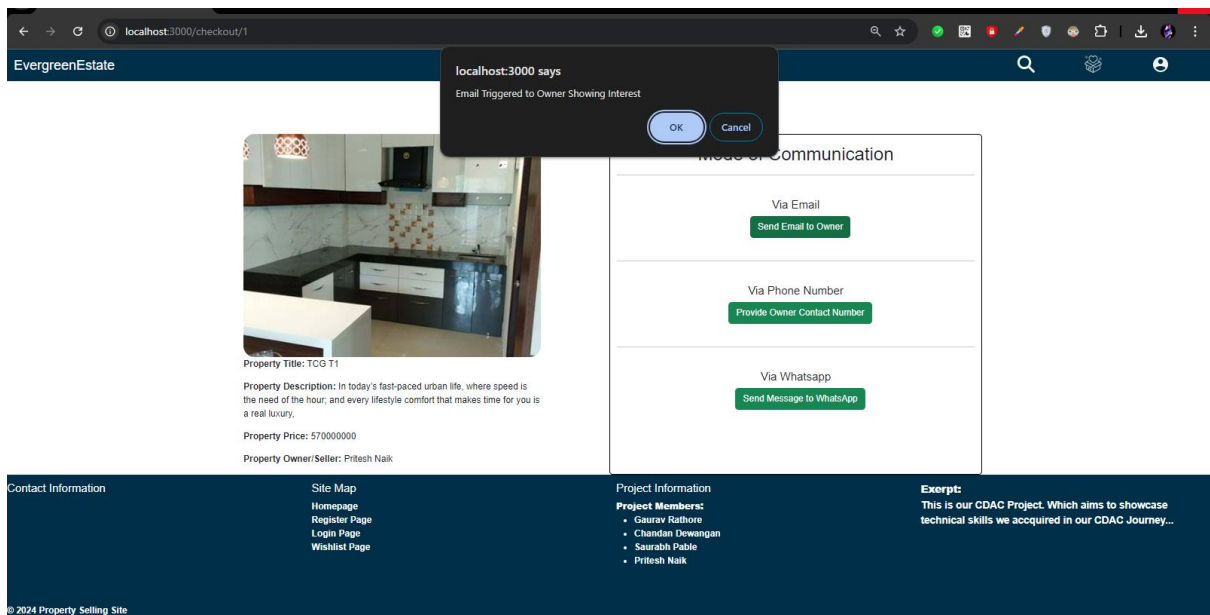 localhost:3000/checkout/1
EvergreenEstate
localhost:3000 says
Email Triggered to Owner Showing Interest
OK
Cancel
Mode of Communication
Via Email
Send Email to Owner
Via Phone Number
Provide Owner Contact Number
Via Whatsapp
Send Message to WhatsApp
Property Title: TCG T1
Property Description: In today's fast-paced urban life, where speed is
the need of the hour; and every lifestyle comfort that makes time for you is
a real luxury,
Property Price: 570000000
Property Owner/Seller: Pritesh Naik
Contact Information
Site Map
Homepage
Register Page
Login Page
Wishlist Page
Project Information
Project Members:
Gaurav Rathore
Chandan Dewangan
Saurabh Pable
Pritesh Naik
Exerpt:
This is our CDAC Project. Which aims to showcase
technical skills we accquired in our CDAC Journey...
© 2024 Property Selling Site